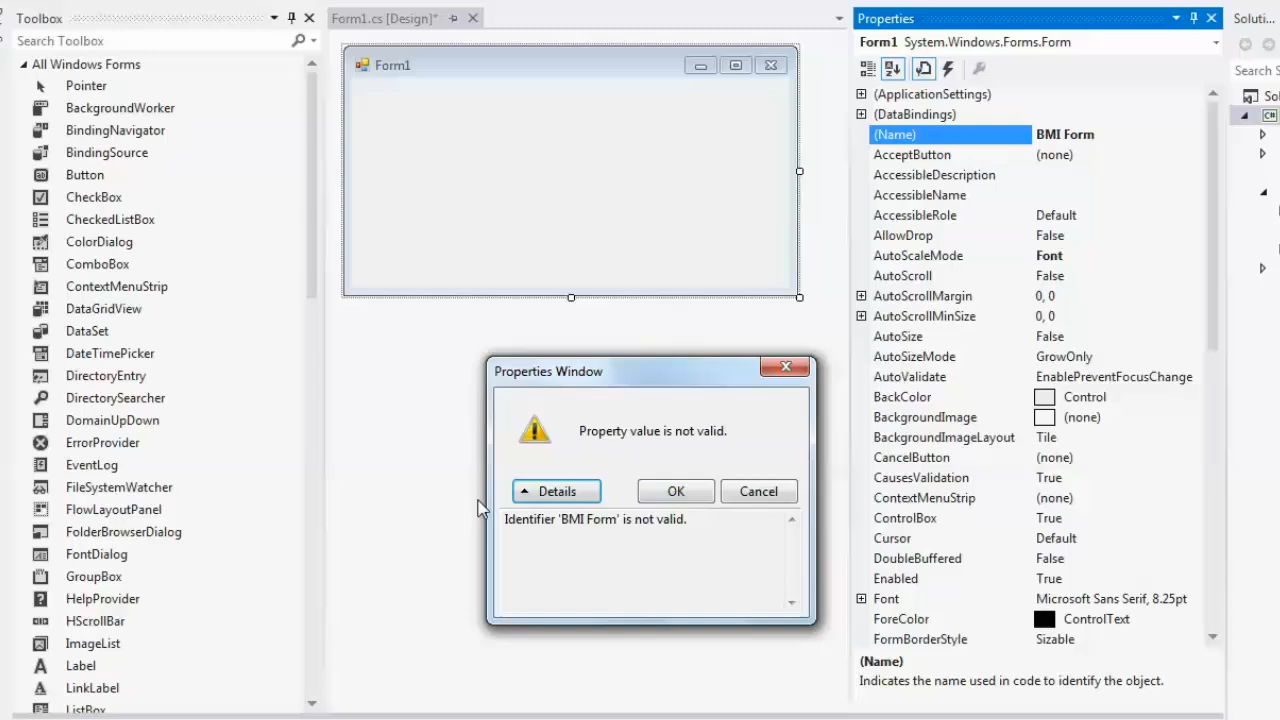 Toolbox
Search Toolbox
All Windows Forms
Pointer
BackgroundWorker
BindingNavigator
BindingSource
Button
CheckBox
CheckedListBox
ColorDialog
ComboBox
ContextMenuStrip
DataGridView
DataSet
DateTimePicker
DirectoryEntry
DirectorySearcher
DomainUpDown
ErrorProvider
EventLog
FileSystemWatcher
FlowLayoutPanel
FolderBrowserDialog
FontDialog
GroupBox
HelpProvider
HScrollBar
ImageList
Label
LinkLabel
ListBox
Form1.cs [Design]*
Form1
Properties Window
Property value is not valid.
Details
OK
Cancel
Identifier 'BMI Form' is not valid.
Properties
Form1 System.Windows.Forms.Form
(ApplicationSettings)
(DataBindings)
(Name) BMI Form
AcceptButton (none)
AccessibleDescription
AccessibleName
AccessibleRole Default
AllowDrop False
AutoScaleMode Font
AutoScroll False
AutoScrollMargin 0, 0
AutoScrollMinSize 0, 0
AutoSize False
AutoSizeMode GrowOnly
AutoValidate EnablePreventFocusChange
BackColor Control
BackgroundImage (none)
BackgroundImageLayout Tile
CancelButton (none)
CausesValidation True
ContextMenuStrip (none)
ControlBox True
Cursor Default
DoubleBuffered False
Enabled True
Font Microsoft Sans Serif, 8.25pt
ForeColor ControlText
FormBorderStyle Sizable
(Name)
Indicates the name used in code to identify the object.
Soluti...
Search S
Sol
C#